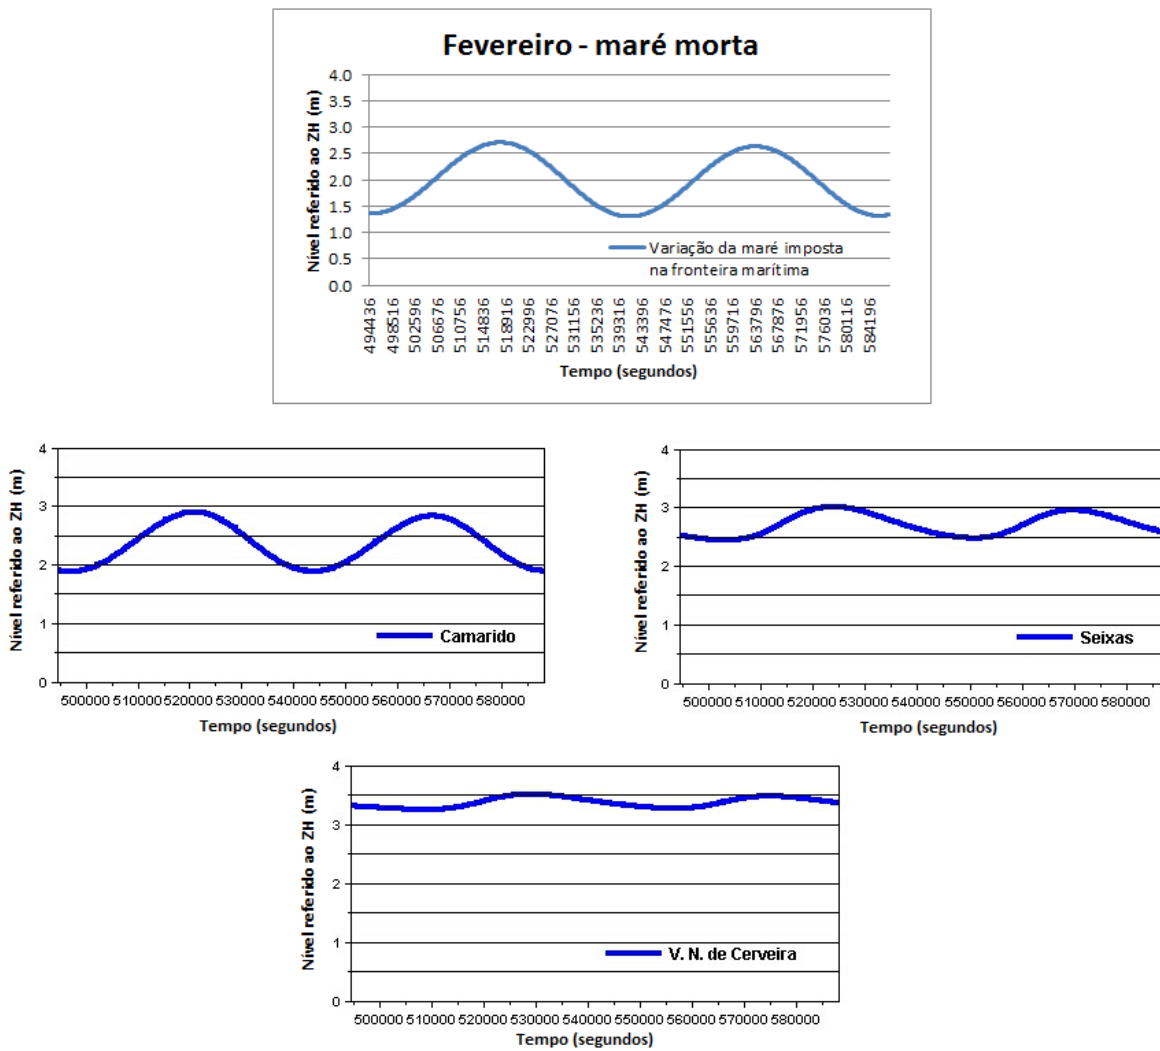 Fevereiro - maré morta
Nível referido ao ZH (m)
4.0
3.5
3.0
2.5
2.0
1.5
1.0
0.5
0.0
Variação da maré imposta
na fronteira marítima
494436 498516 502596 506676 510756 514836 518916 522996 527076 531156 535236 539316 543396 547476 551556 555636 559716 563796 567876 571956 576036 580116 584196
Tempo (segundos)
Nível referido ao ZH (m)
4
3
2
1
0
Camarido
500000 510000 520000 530000 540000 550000 560000 570000 580000
Tempo (segundos)
Nível referido ao ZH (m)
4
3
2
1
0
Seixas
500000 510000 520000 530000 540000 550000 560000 570000 580000
Tempo (segundos)
Nível referido ao ZH (m)
4
3
2
1
0
V. N. de Cerveira
500000 510000 520000 530000 540000 550000 560000 570000 580000
Tempo (segundos)